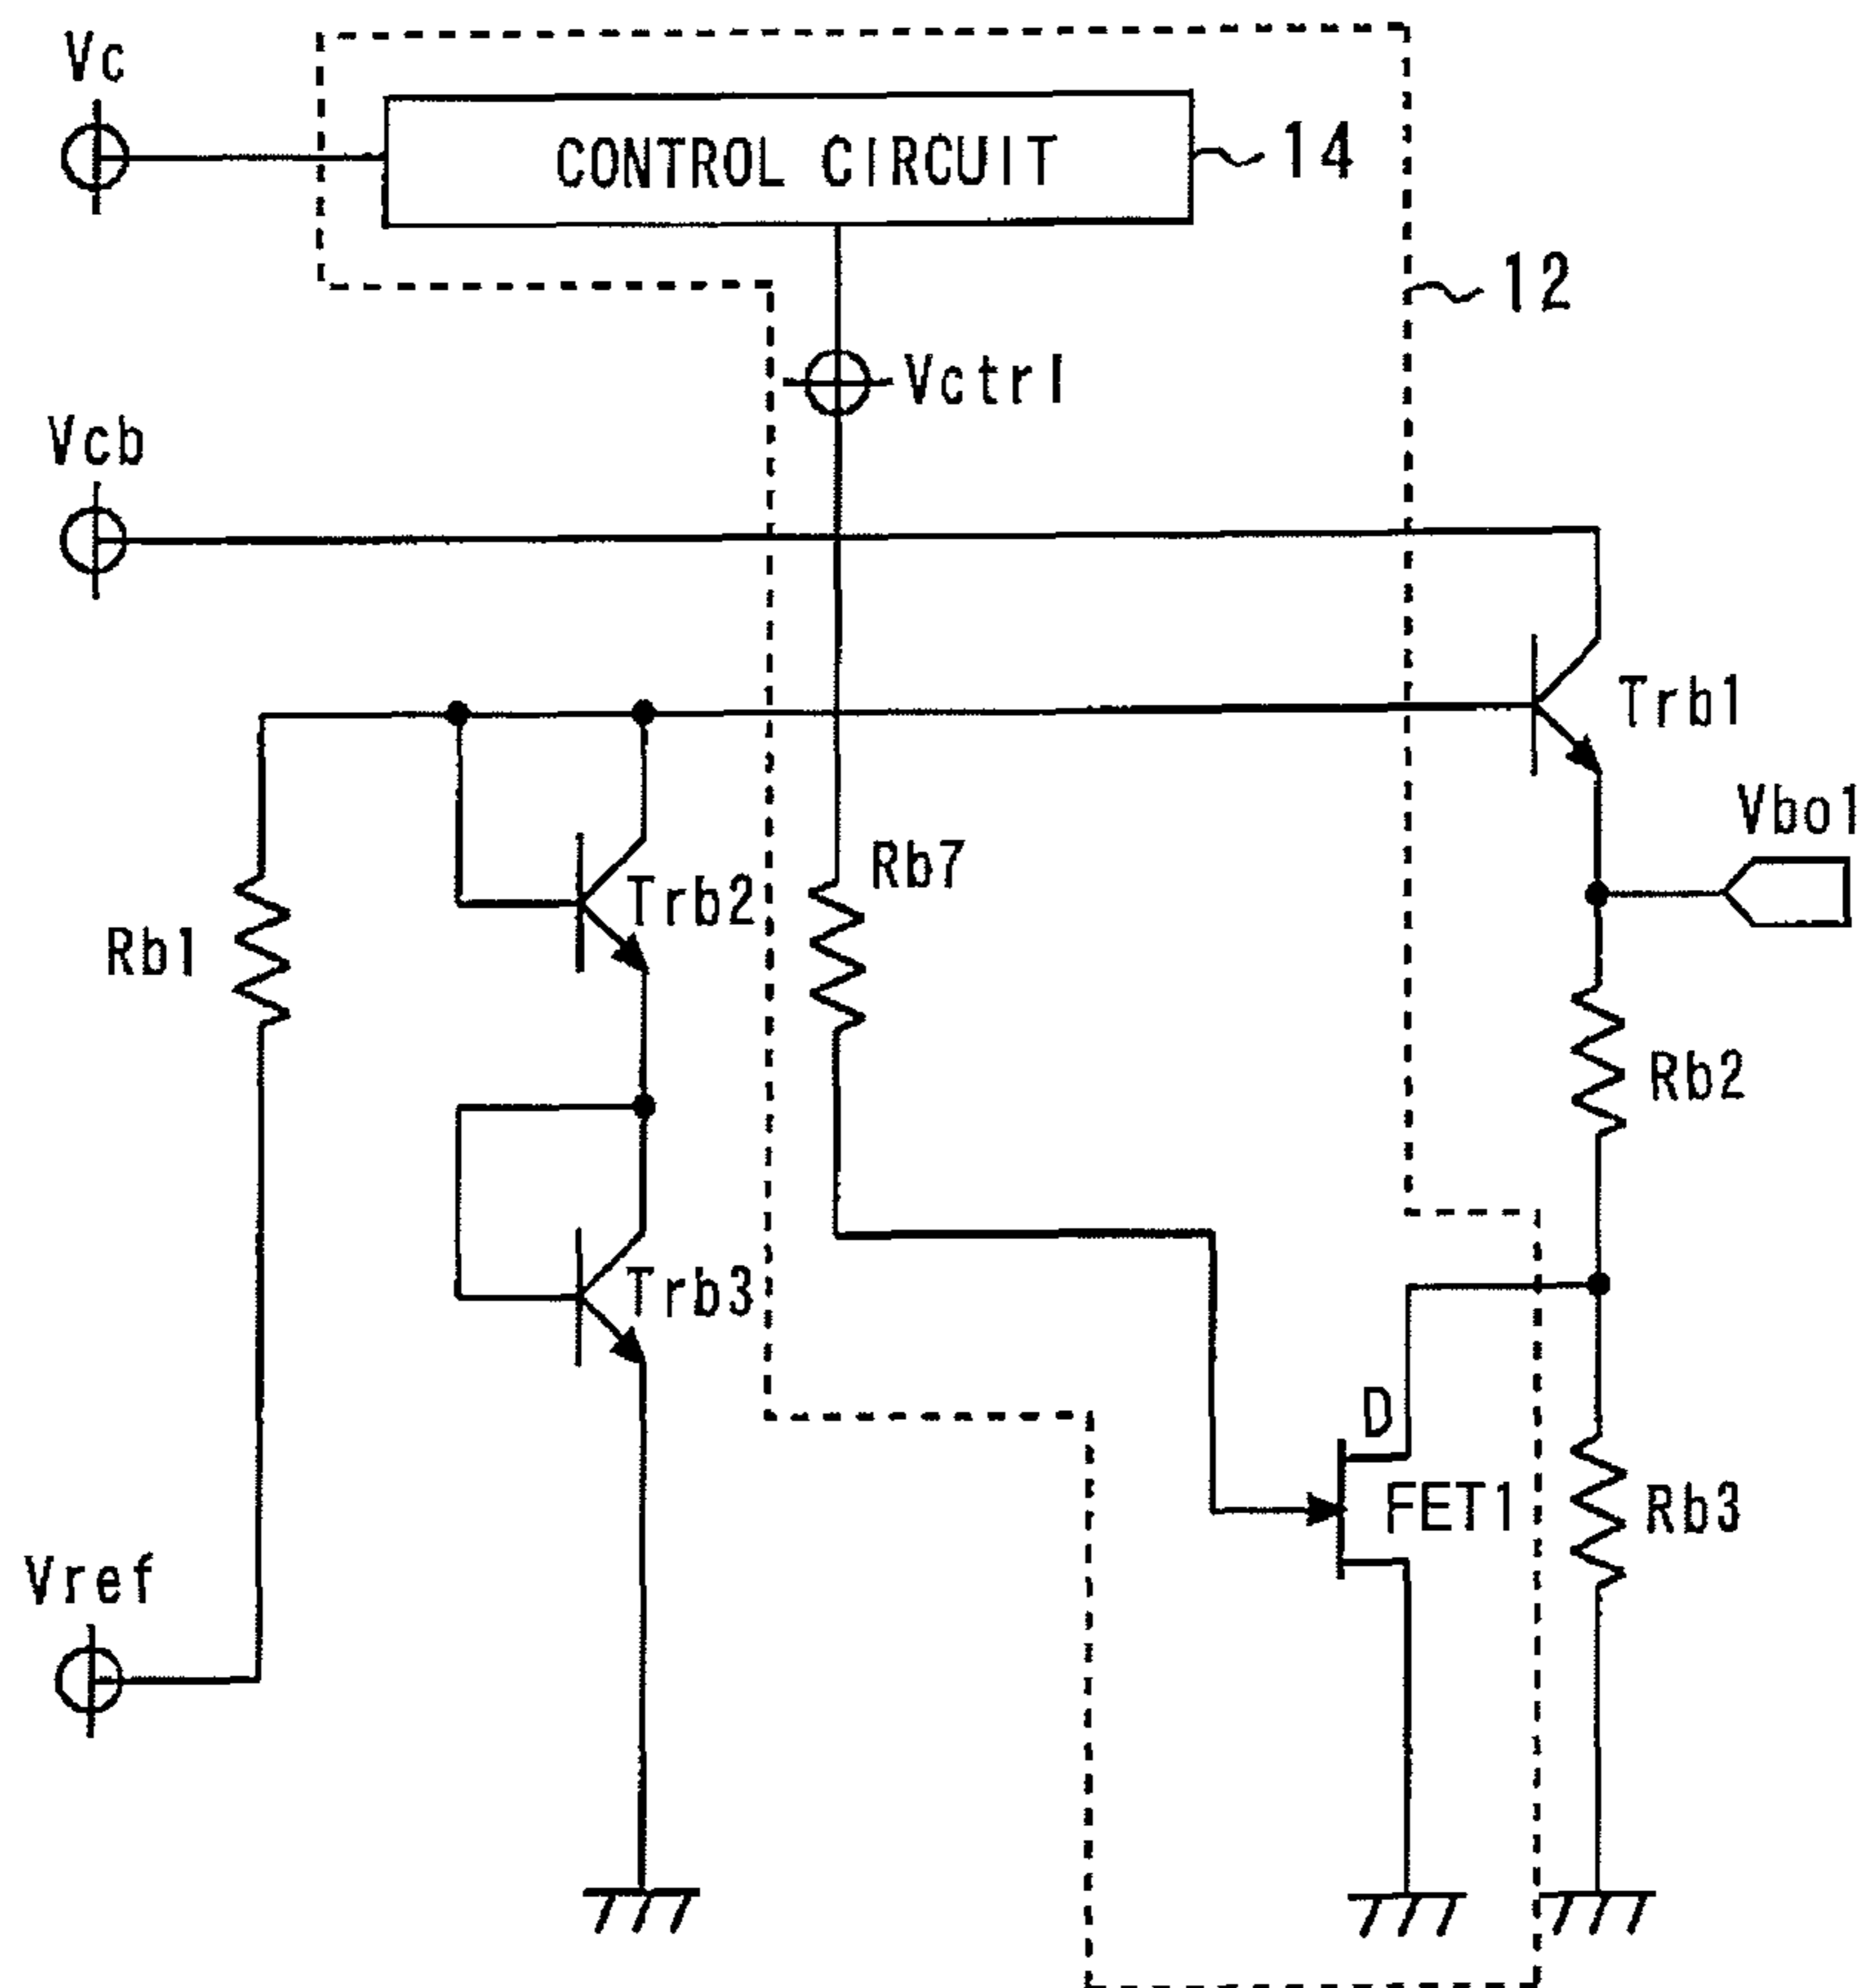 Vc
CONTROL CIRCUIT
14
12
Vctrl
Vcb
Trb1
Vbo1
Rb7
Trb2
Rb1
Rb2
Trb3
D
FET1
Rb3
Vref